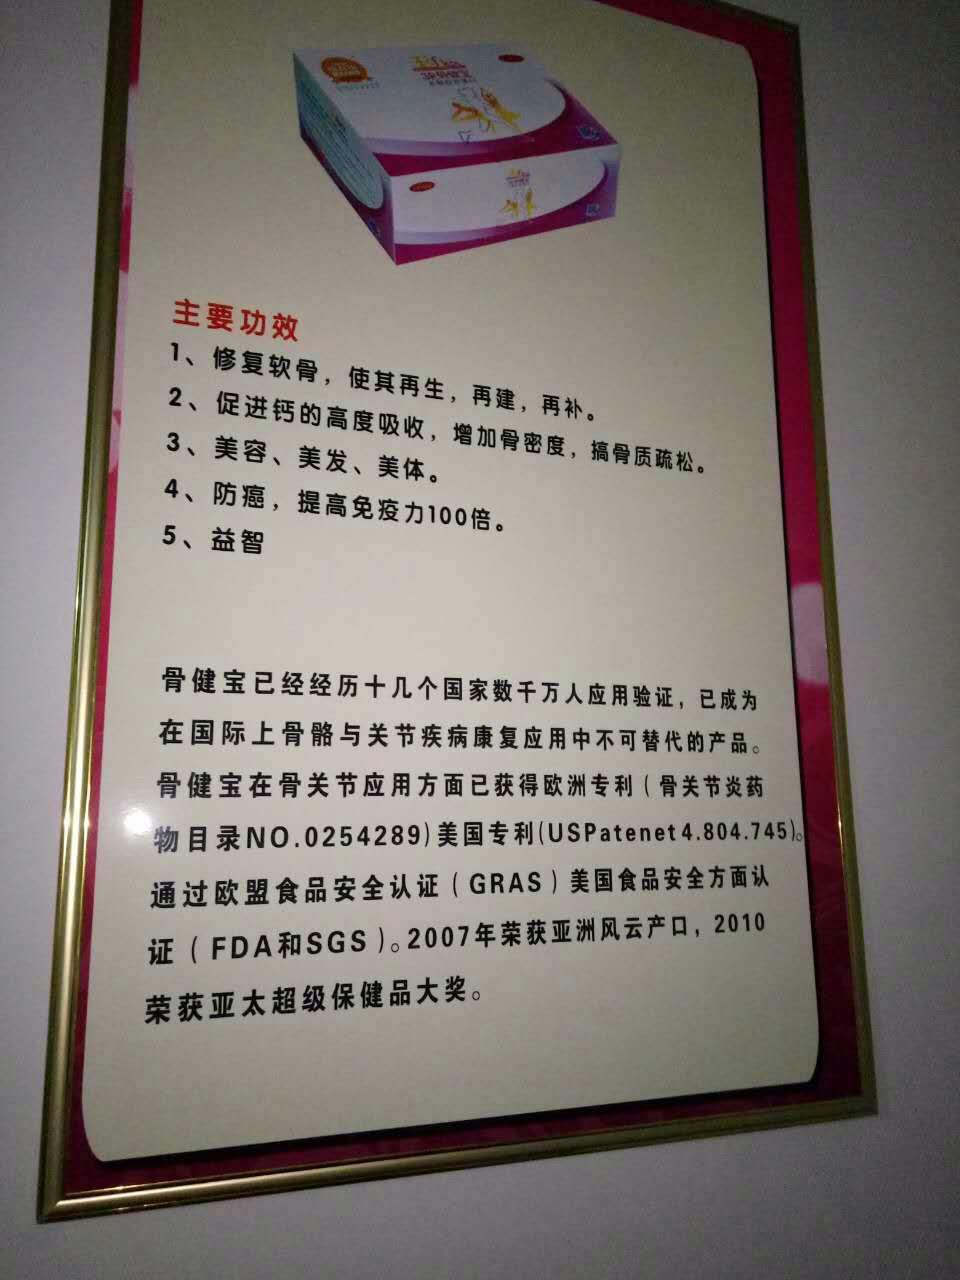 主要功效
1、修复软骨，使其再生，再建，再补。
2、促进钙的高度吸收，增加骨密度，搞骨质疏松。
3、美容、美发、美体。
4、防癌，提高免疫力100倍。
5、益智
骨健宝已经经历十几个国家数千万人应用验证，已成为
在国际上骨骼与关节疾病康复应用中不可替代的产品。
骨健宝在骨关节应用方面已获得欧洲专利（骨关节炎药
物目录NO.0254289)美国专利(USPatenet4.804.745)。
通过欧盟食品安全认证（GRAS）美国食品安全方面认
证（FDA和SGS）。2007年荣获亚洲风云产口，2010
荣获亚太超级保健品大奖。